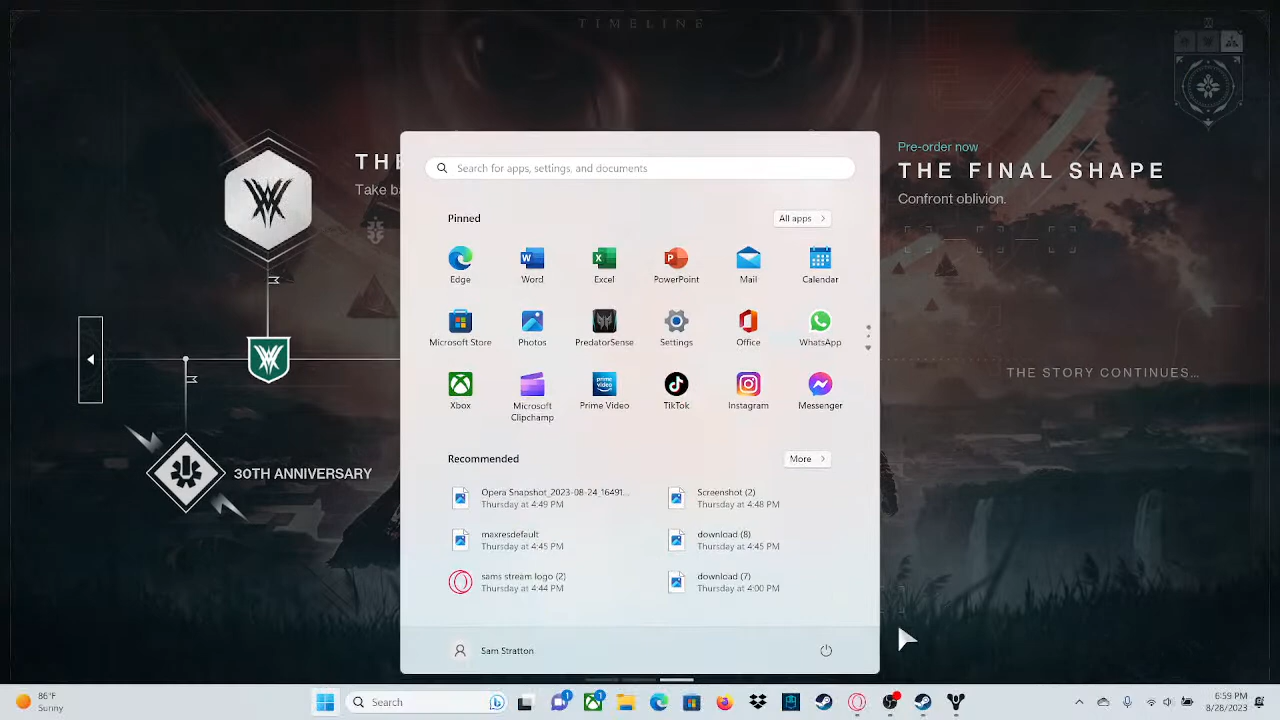 TIMELINE
THE
Take ba
Pre-order now
THE FINAL SHAPE
Confront oblivion.
THE STORY CONTINUES...
30TH ANNIVERSARY
Search for apps, settings, and documents
Pinned
All apps
Edge
Word
Excel
PowerPoint
Mail
Calendar
Microsoft Store
Photos
PredatorSense
Settings
Office
WhatsApp
Xbox
Microsoft
Clipchamp
prime
video
Prime Video
TikTok
Instagram
Messenger
Recommended
More
Opera Snapshot_2023-08-24_16491...
Thursday at 4:49 PM
Screenshot (2)
Thursday at 4:48 PM
maxresdefault
Thursday at 4:45 PM
download (8)
Thursday at 4:45 PM
sams stream logo (2)
Thursday at 4:44 PM
download (7)
Thursday at 4:00 PM
Sam Stratton
86°F
Sunny
Search
1
1
6:59 PM
8/28/2023